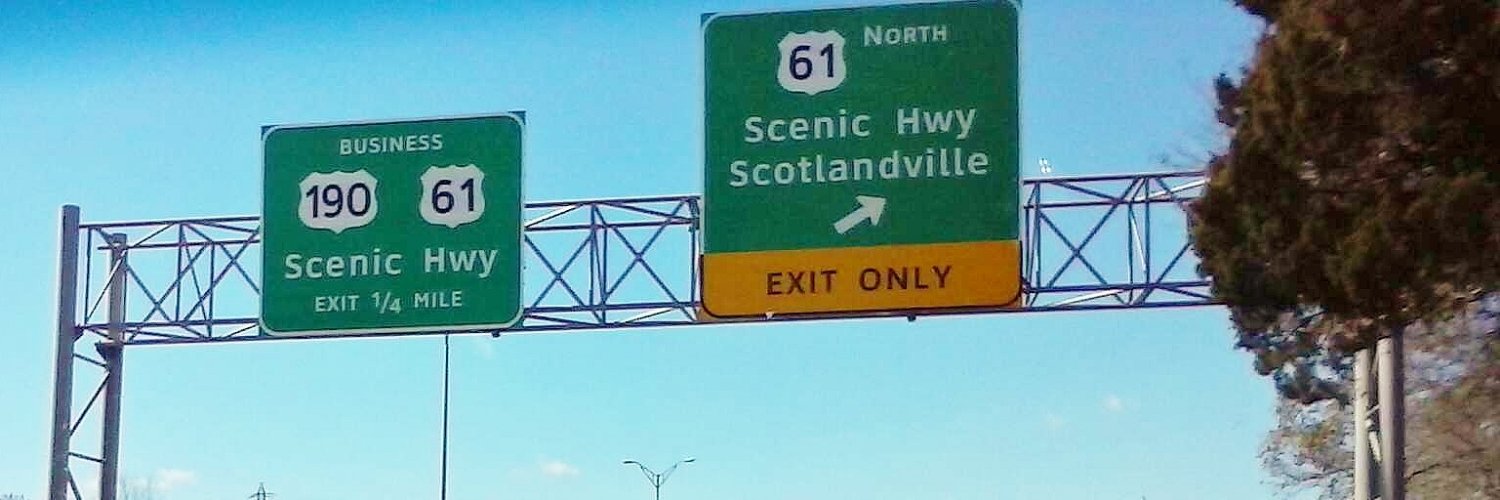 BUSINESS
190 61
Scenic Hwy
EXIT 1/4 MILE
61 NORTH
Scenic Hwy
Scotlandville
EXIT ONLY